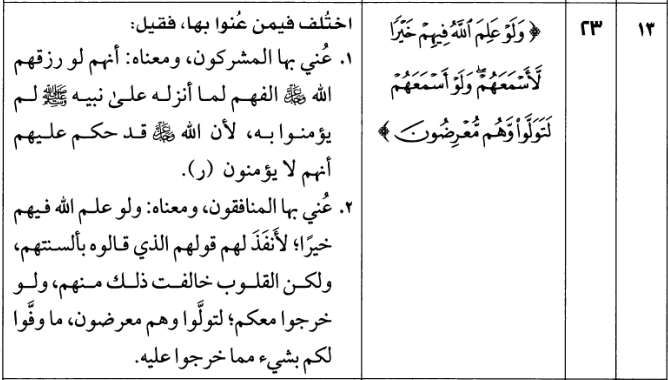 ١٣
٢٣
﴿ وَلَوْ عَلِمَ ٱللَّهُ فِيهِمْ خَيْرًا
لَّأَسْمَعَهُمْ ۖ وَلَوْ أَسْمَعَهُمْ
لَتَوَلَّوا۟ وَّهُم مُّعْرِضُونَ ﴾
اختُلف فيمن عُنوا بها، فقيل:
١. عُني بها المشركون، ومعناه: أنهم لو رزقهم
الله ﷻ الفهم لما أنزله علىٰ نبيه ﷺ لم
يؤمنوا به، لأن الله ﷻ قد حكم عليهم
أنهم لا يؤمنون (ر).
٢. عُني بها المنافقون، ومعناه: ولو علم الله فيهم
خيرًا؛ لأَنفَذَ لهم قولهم الذي قالوه بألسنتهم،
ولكن القلوب خالفت ذلك منهم، ولو
خرجوا معكم؛ لتولَّوا وهم معرضون، ما وفَّوا
لكم بشيء مما خرجوا عليه.